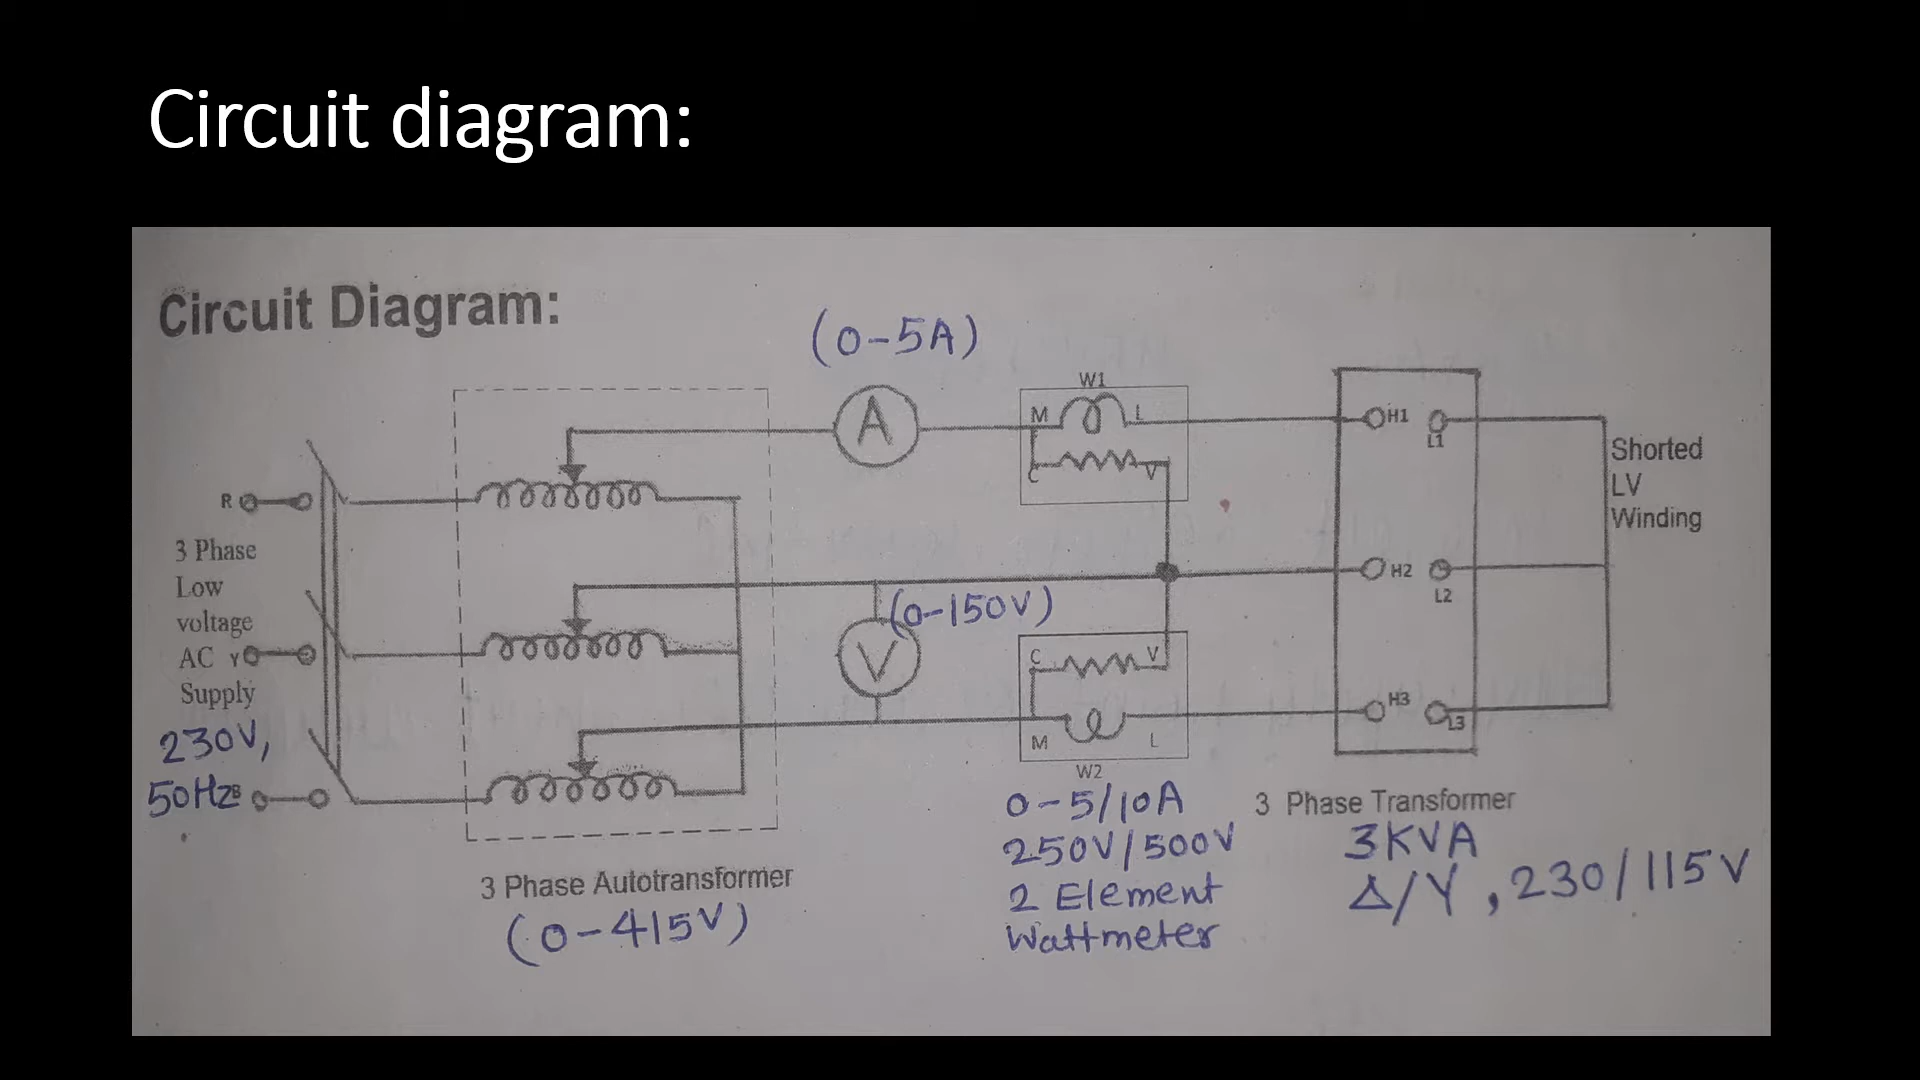 Circuit diagram:
Circuit Diagram:
(0-5A)
A
W1
M
L
C
V
H1
L1
Shorted
LV
Winding
R
3 Phase
Low
voltage
AC Y
Supply
230V,
50Hz B
(0-150V)
V
H2
L2
C
V
M
L
W2
H3
L3
0-5/10A
250V/500V
2 Element
Wattmeter
3 Phase Transformer
3KVA
Δ/Y, 230/115V
3 Phase Autotransformer
(0-415V)